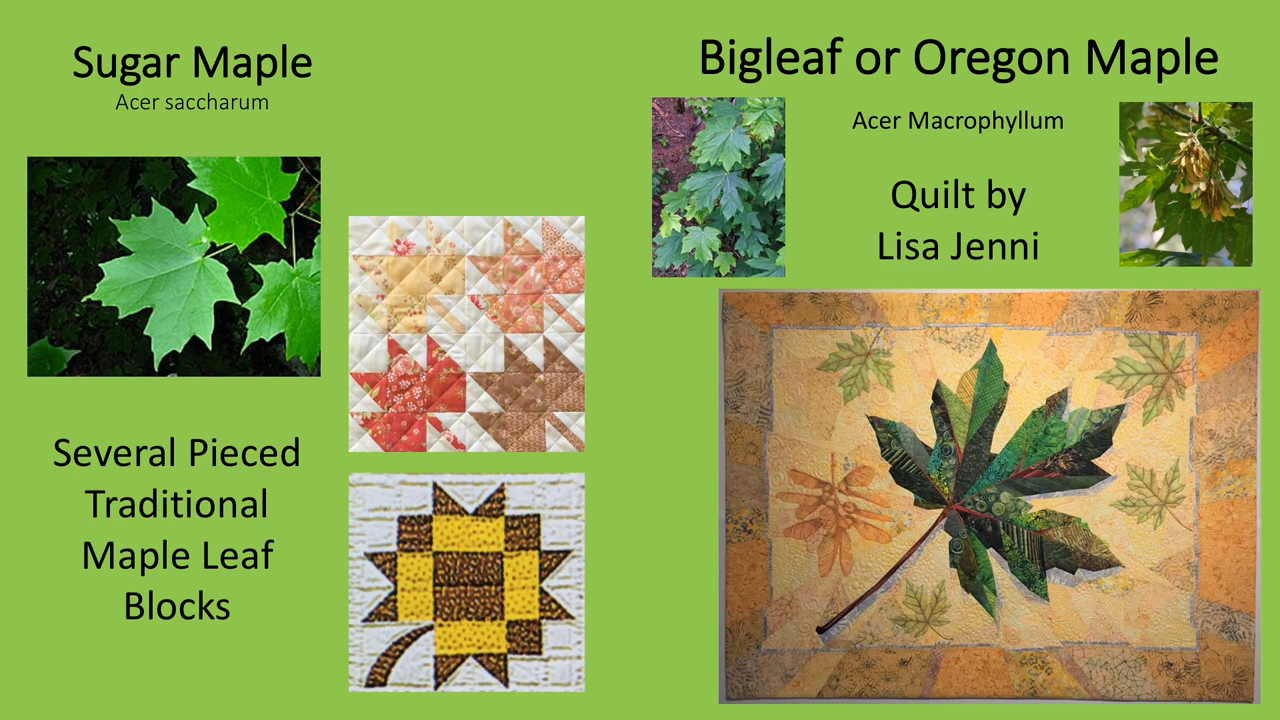 Sugar Maple
Acer saccharum
Several Pieced
Traditional
Maple Leaf
Blocks
Bigleaf or Oregon Maple
Acer Macrophyllum
Quilt by
Lisa Jenni